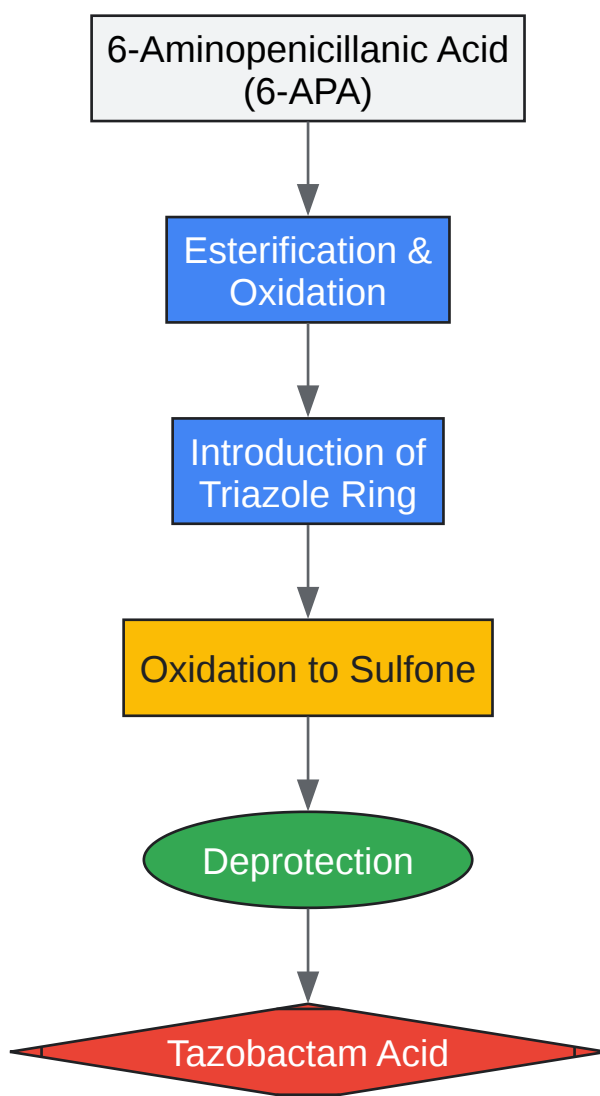 6-Aminopenicillanic Acid
(6-APA)
Esterification &
Oxidation
Introduction of
Triazole Ring
Oxidation to Sulfone
Deprotection
Tazobactam Acid